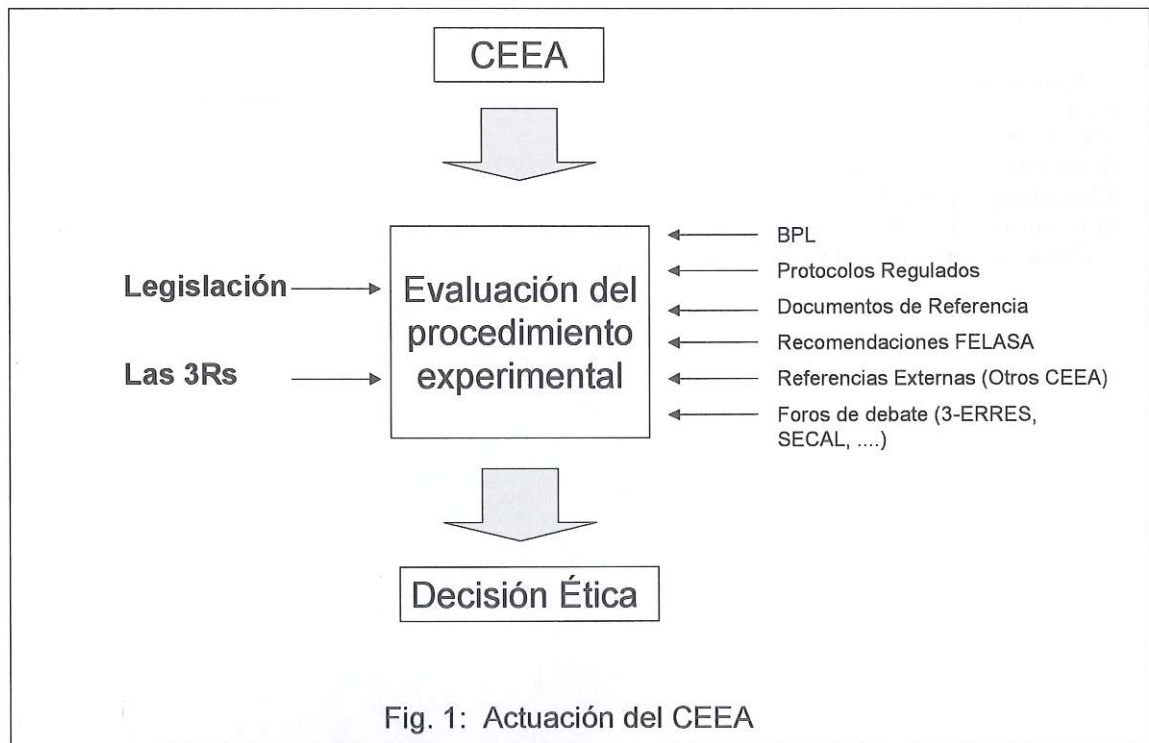 CEEA
Legislación
Las 3Rs
Evaluación del
procedimiento
experimental
BPL
Protocolos Regulados
Documentos de Referencia
Recomendaciones FELASA
Referencias Externas (Otros CEEA)
Foros de debate (3-ERRES,
SECAL, ....)
Decisión Ética
Fig. 1: Actuación del CEEA